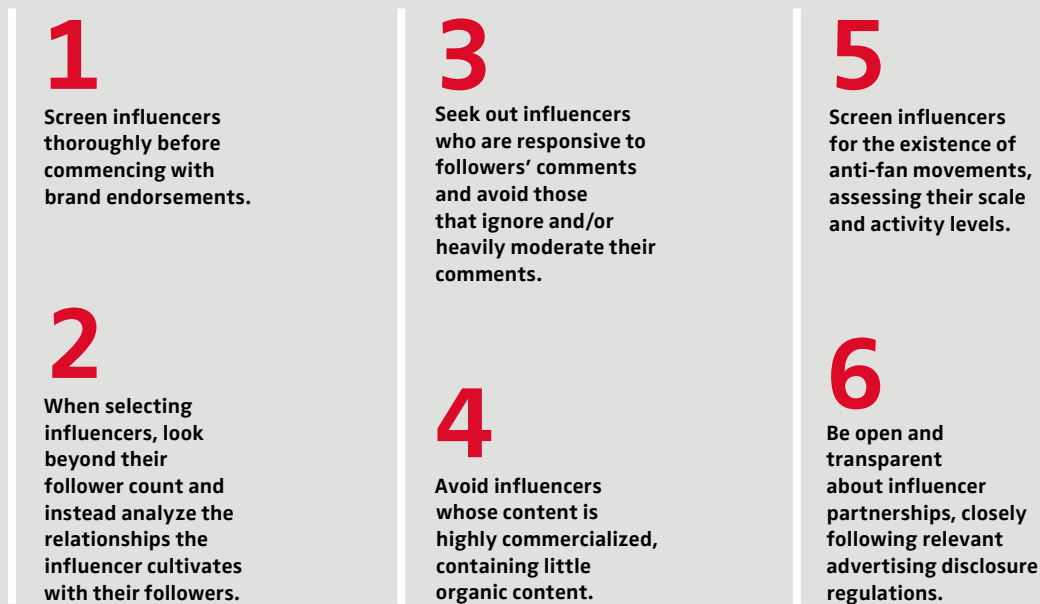 1
Screen influencers
thoroughly before
commencing with
brand endorsements.
2
When selecting
influencers, look
beyond their
follower count and
instead analyze the
relationships the
influencer cultivates
with their followers.
3
Seek out influencers
who are responsive to
followers’ comments
and avoid those
that ignore and/or
heavily moderate their
comments.
4
Avoid influencers
whose content is
highly commercialized,
containing little
organic content.
5
Screen influencers
for the existence of
anti-fan movements,
assessing their scale
and activity levels.
6
Be open and
transparent
about influencer
partnerships, closely
following relevant
advertising disclosure
regulations.